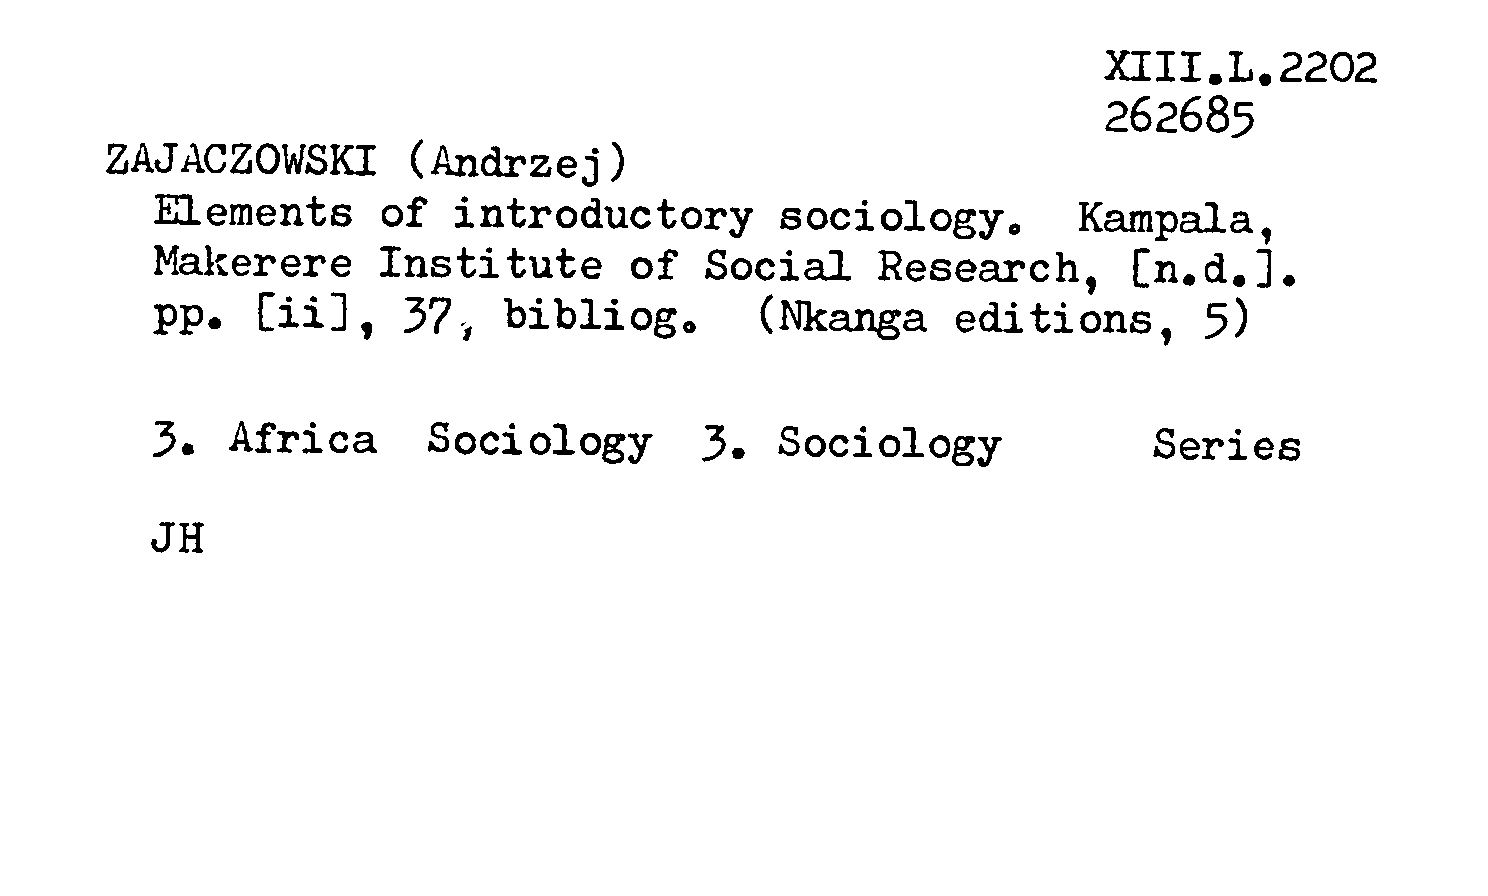 XIII.L.2202
262685
ZAJACZOWSKI (Andrzej)
Elements of introductory sociology. Kampala,
Makerere Institute of Social Research, [n.d.].
pp. [ii], 37, bibliog. (Nkanga editions, 5)
3. Africa Sociology 3. Sociology Series
JH